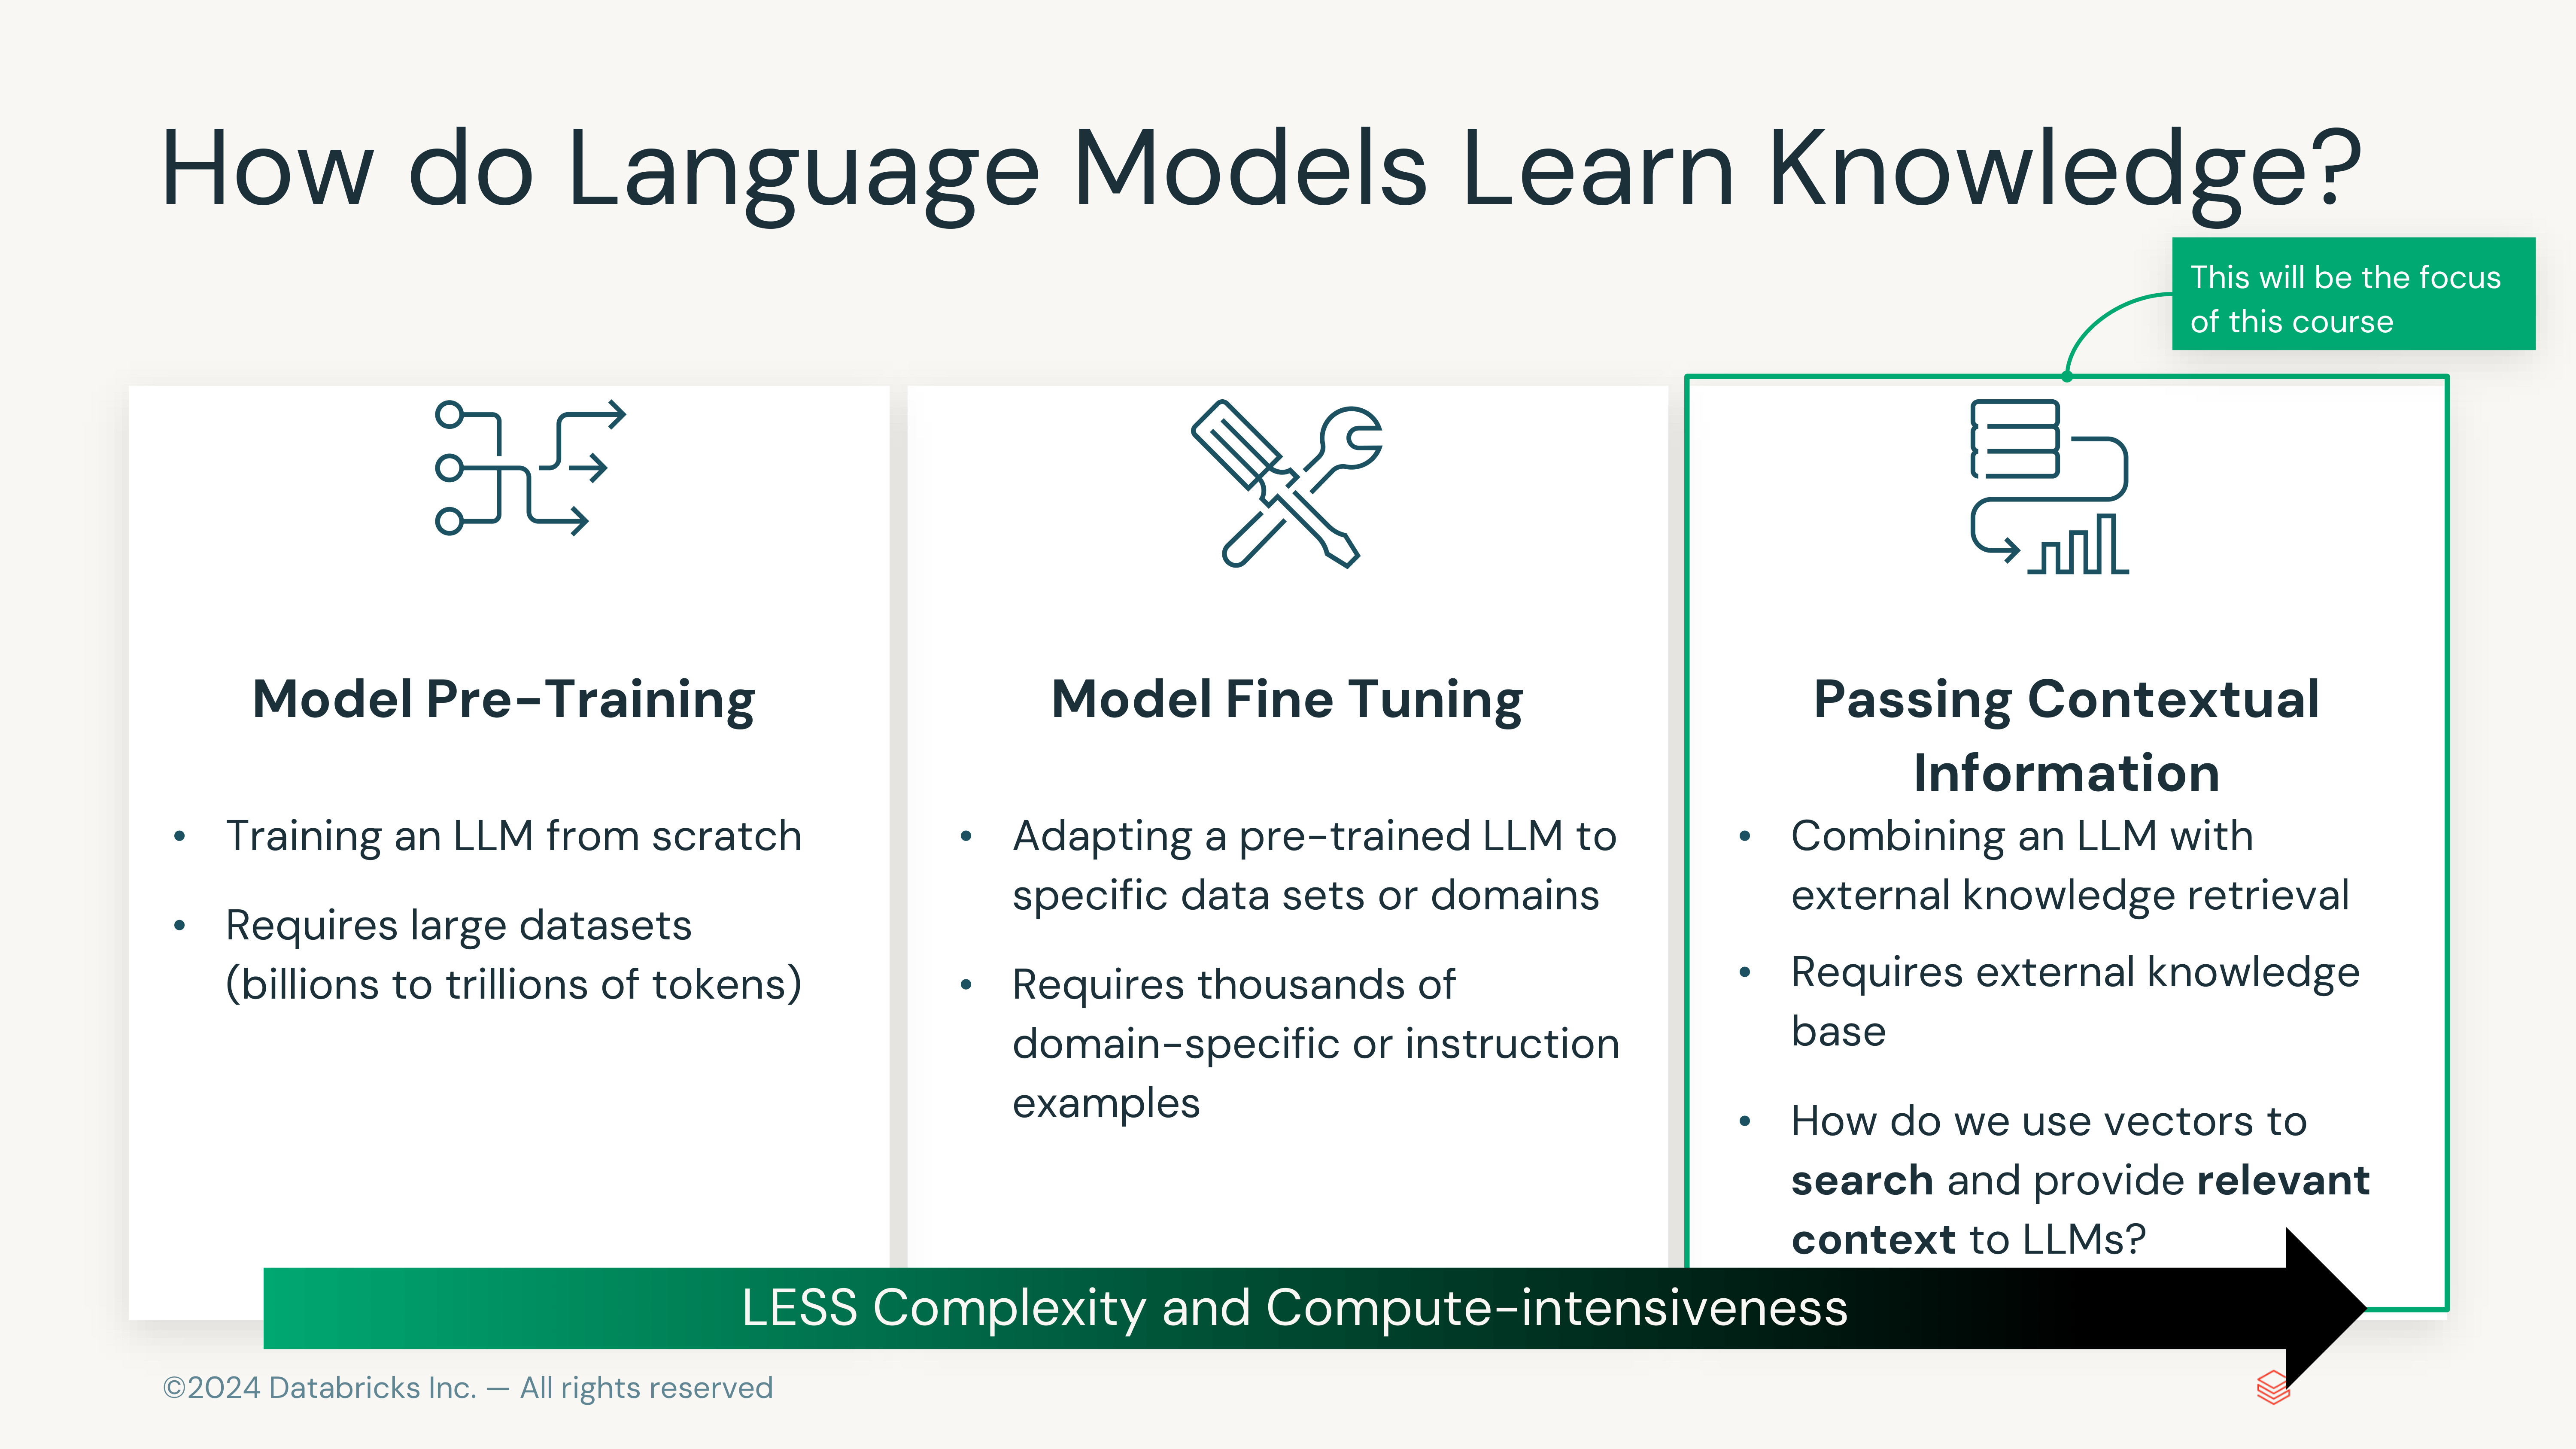 How do Language Models Learn Knowledge?
This will be the focus
of this course
Model Pre-Training
• Training an LLM from scratch
• Requires large datasets
(billions to trillions of tokens)
Model Fine Tuning
• Adapting a pre-trained LLM to
specific data sets or domains
• Requires thousands of
domain-specific or instruction
examples
Passing Contextual
Information
• Combining an LLM with
external knowledge retrieval
• Requires external knowledge
base
• How do we use vectors to
search and provide relevant
context to LLMs?
LESS Complexity and Compute-intensiveness
©2024 Databricks Inc. — All rights reserved